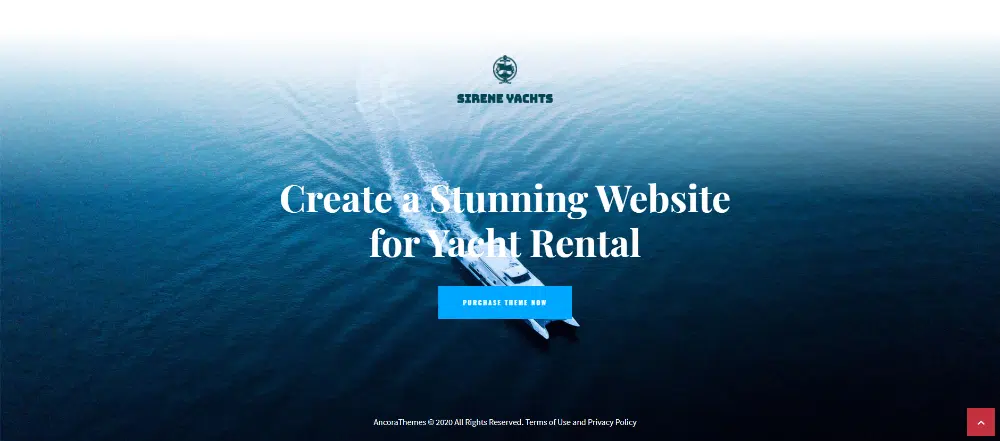 SIRENE YACHTS
Create a Stunning Website
for Yacht Rental
PURCHASE THEME NOW
AncoraThemes © 2020 All Rights Reserved. Terms of Use and Privacy Policy